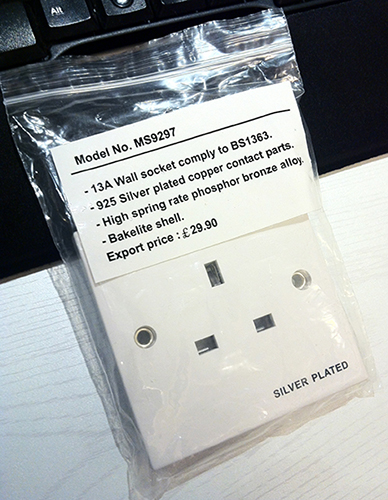 Alt
Model No. MS9297
- 13A Wall socket comply to BS1363.
- 925 Silver plated copper contact parts.
- High spring rate phosphor bronze alloy.
- Bakelite shell.
Export price : £29.90
SILVER PLATED